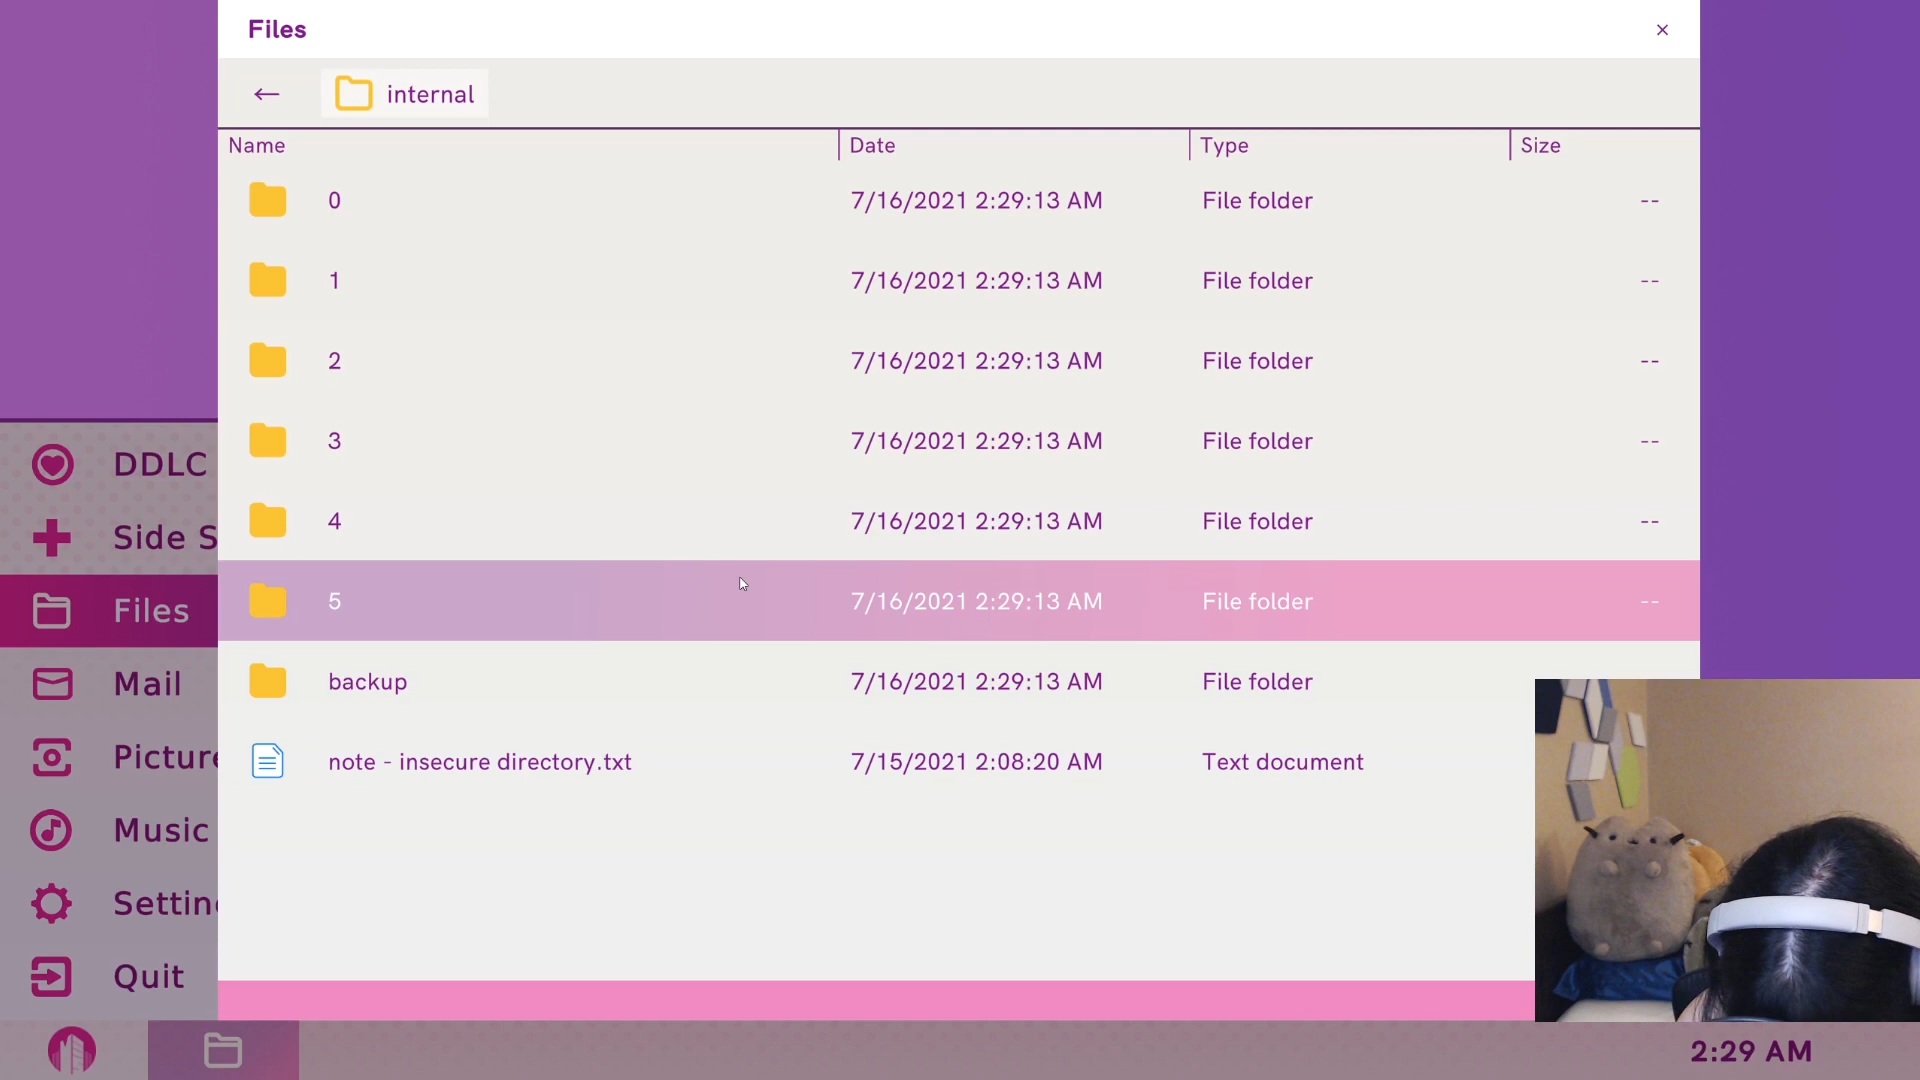 Files
×
← internal
Name Date Type Size
0 7/16/2021 2:29:13 AM File folder --
1 7/16/2021 2:29:13 AM File folder --
2 7/16/2021 2:29:13 AM File folder --
3 7/16/2021 2:29:13 AM File folder --
4 7/16/2021 2:29:13 AM File folder --
5 7/16/2021 2:29:13 AM File folder --
backup 7/16/2021 2:29:13 AM File folder
note - insecure directory.txt 7/15/2021 2:08:20 AM Text document
DDLC
Side S
Files
Mail
Picture
Music
Settin
Quit
2:29 AM